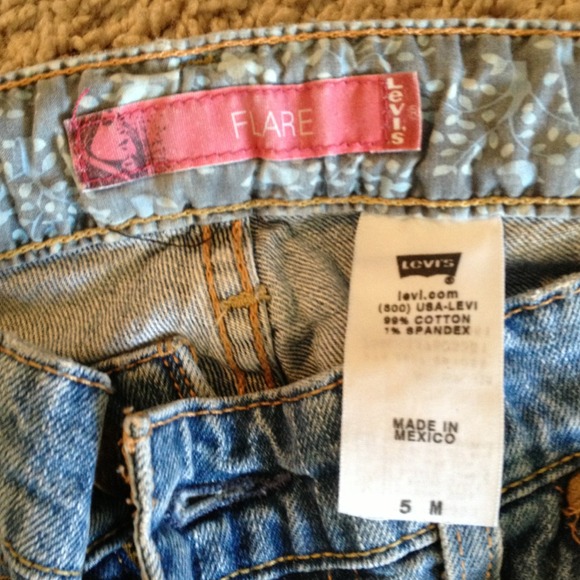 FLARE
Levi's
Levi's
levi.com
(800) USA-LEVI
99% COTTON
1% SPANDEX
MADE IN
MEXICO
5 M